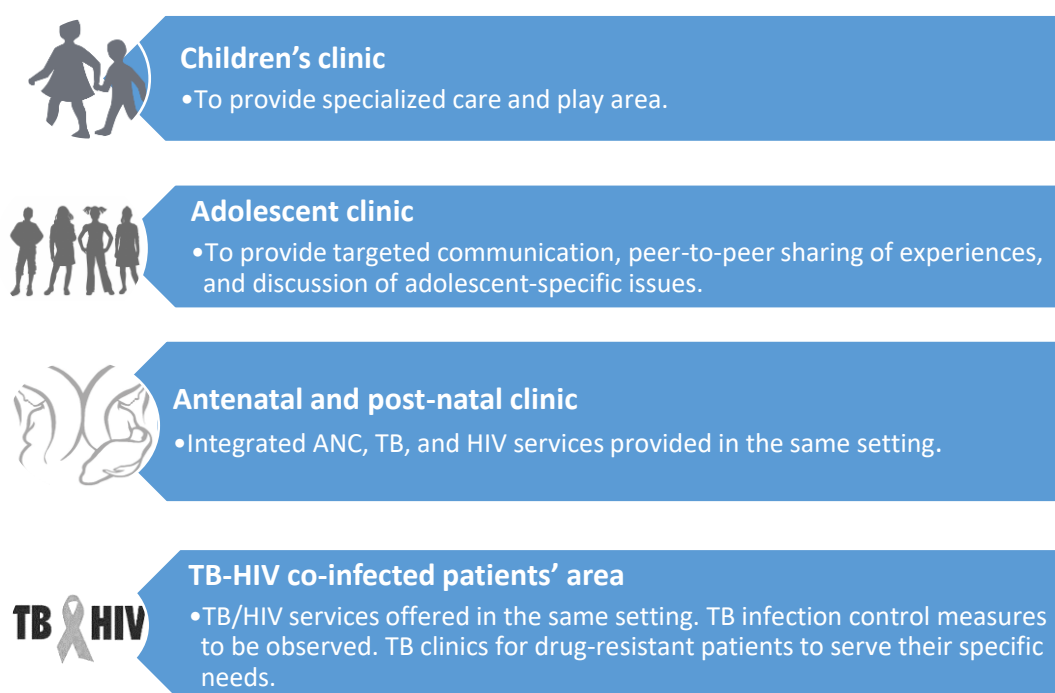 Children’s clinic
•To provide specialized care and play area.
Adolescent clinic
•To provide targeted communication, peer-to-peer sharing of experiences,
and discussion of adolescent-specific issues.
Antenatal and post-natal clinic
•Integrated ANC, TB, and HIV services provided in the same setting.
TB HIV
TB-HIV co-infected patients’ area
•TB/HIV services offered in the same setting. TB infection control measures
to be observed. TB clinics for drug-resistant patients to serve their specific
needs.